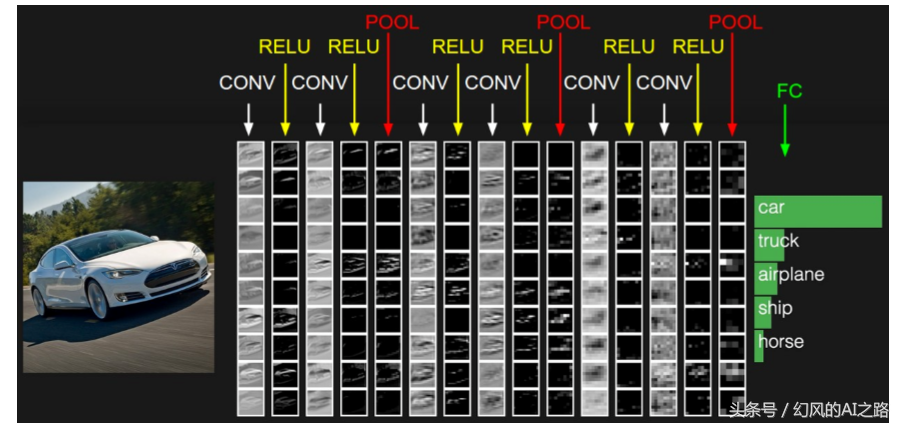 POOL POOL POOL
RELU RELU RELU RELU RELU RELU
CONV CONV CONV CONV CONV CONV
FC
car
truck
airplane
ship
horse
头条号 / 幻风的AI之路